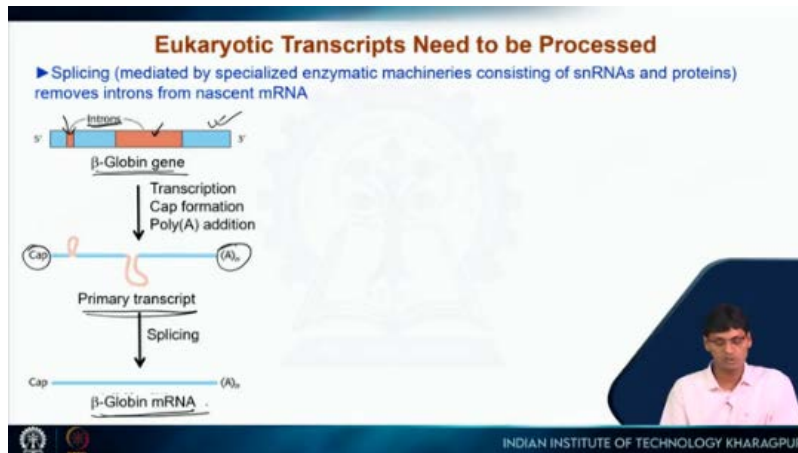 Eukaryotic Transcripts Need to be Processed
►Splicing (mediated by specialized enzymatic machineries consisting of snRNAs and proteins)
removes introns from nascent mRNA
Introns
5' 3'
β-Globin gene
Transcription
Cap formation
Poly(A) addition
Cap (A)ₙ
Primary transcript
Splicing
Cap (A)ₙ
β-Globin mRNA
INDIAN INSTITUTE OF TECHNOLOGY KHARAGPUR